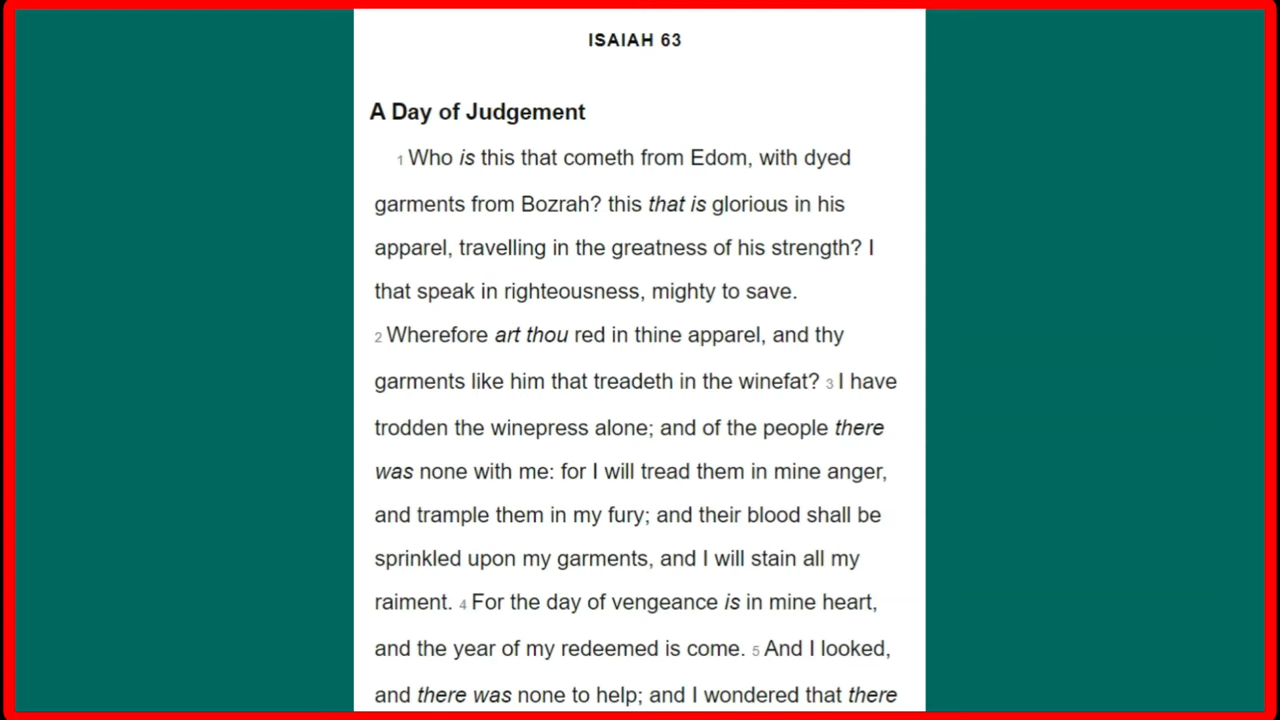 ISAIAH 63
A Day of Judgement
1 Who is this that cometh from Edom, with dyed
garments from Bozrah? this that is glorious in his
apparel, travelling in the greatness of his strength? I
that speak in righteousness, mighty to save.
2 Wherefore art thou red in thine apparel, and thy
garments like him that treadeth in the winefat? 3 I have
trodden the winepress alone; and of the people there
was none with me: for I will tread them in mine anger,
and trample them in my fury; and their blood shall be
sprinkled upon my garments, and I will stain all my
raiment. 4 For the day of vengeance is in mine heart,
and the year of my redeemed is come. 5 And I looked,
and there was none to help; and I wondered that there